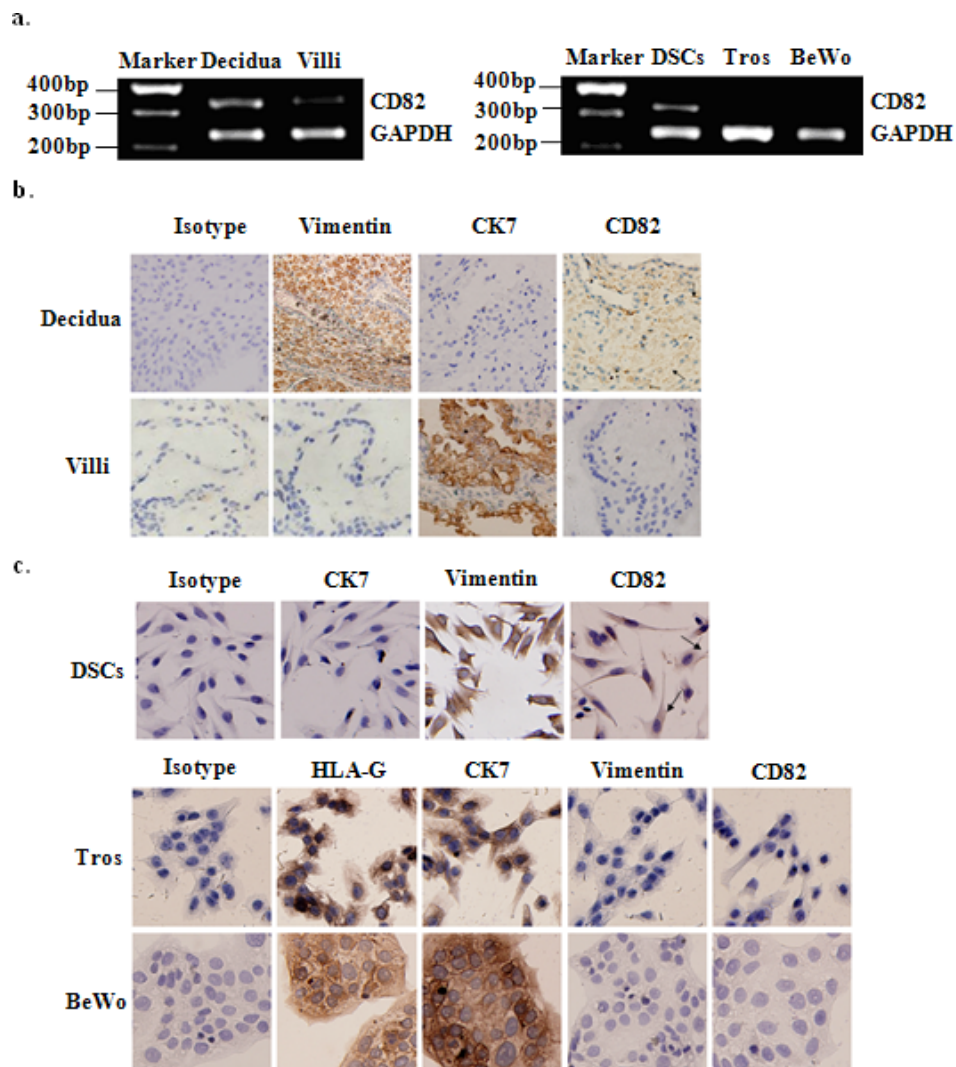 a.
Marker Decidua Villi
400bp
300bp
200bp
CD82
GAPDH
Marker DSCs Tros BeWo
400bp
300bp
200bp
CD82
GAPDH
b.
Isotype Vimentin CK7 CD82
Decidua
Villi
c.
Isotype CK7 Vimentin CD82
DSCs
Isotype HLA-G CK7 Vimentin CD82
Tros
BeWo